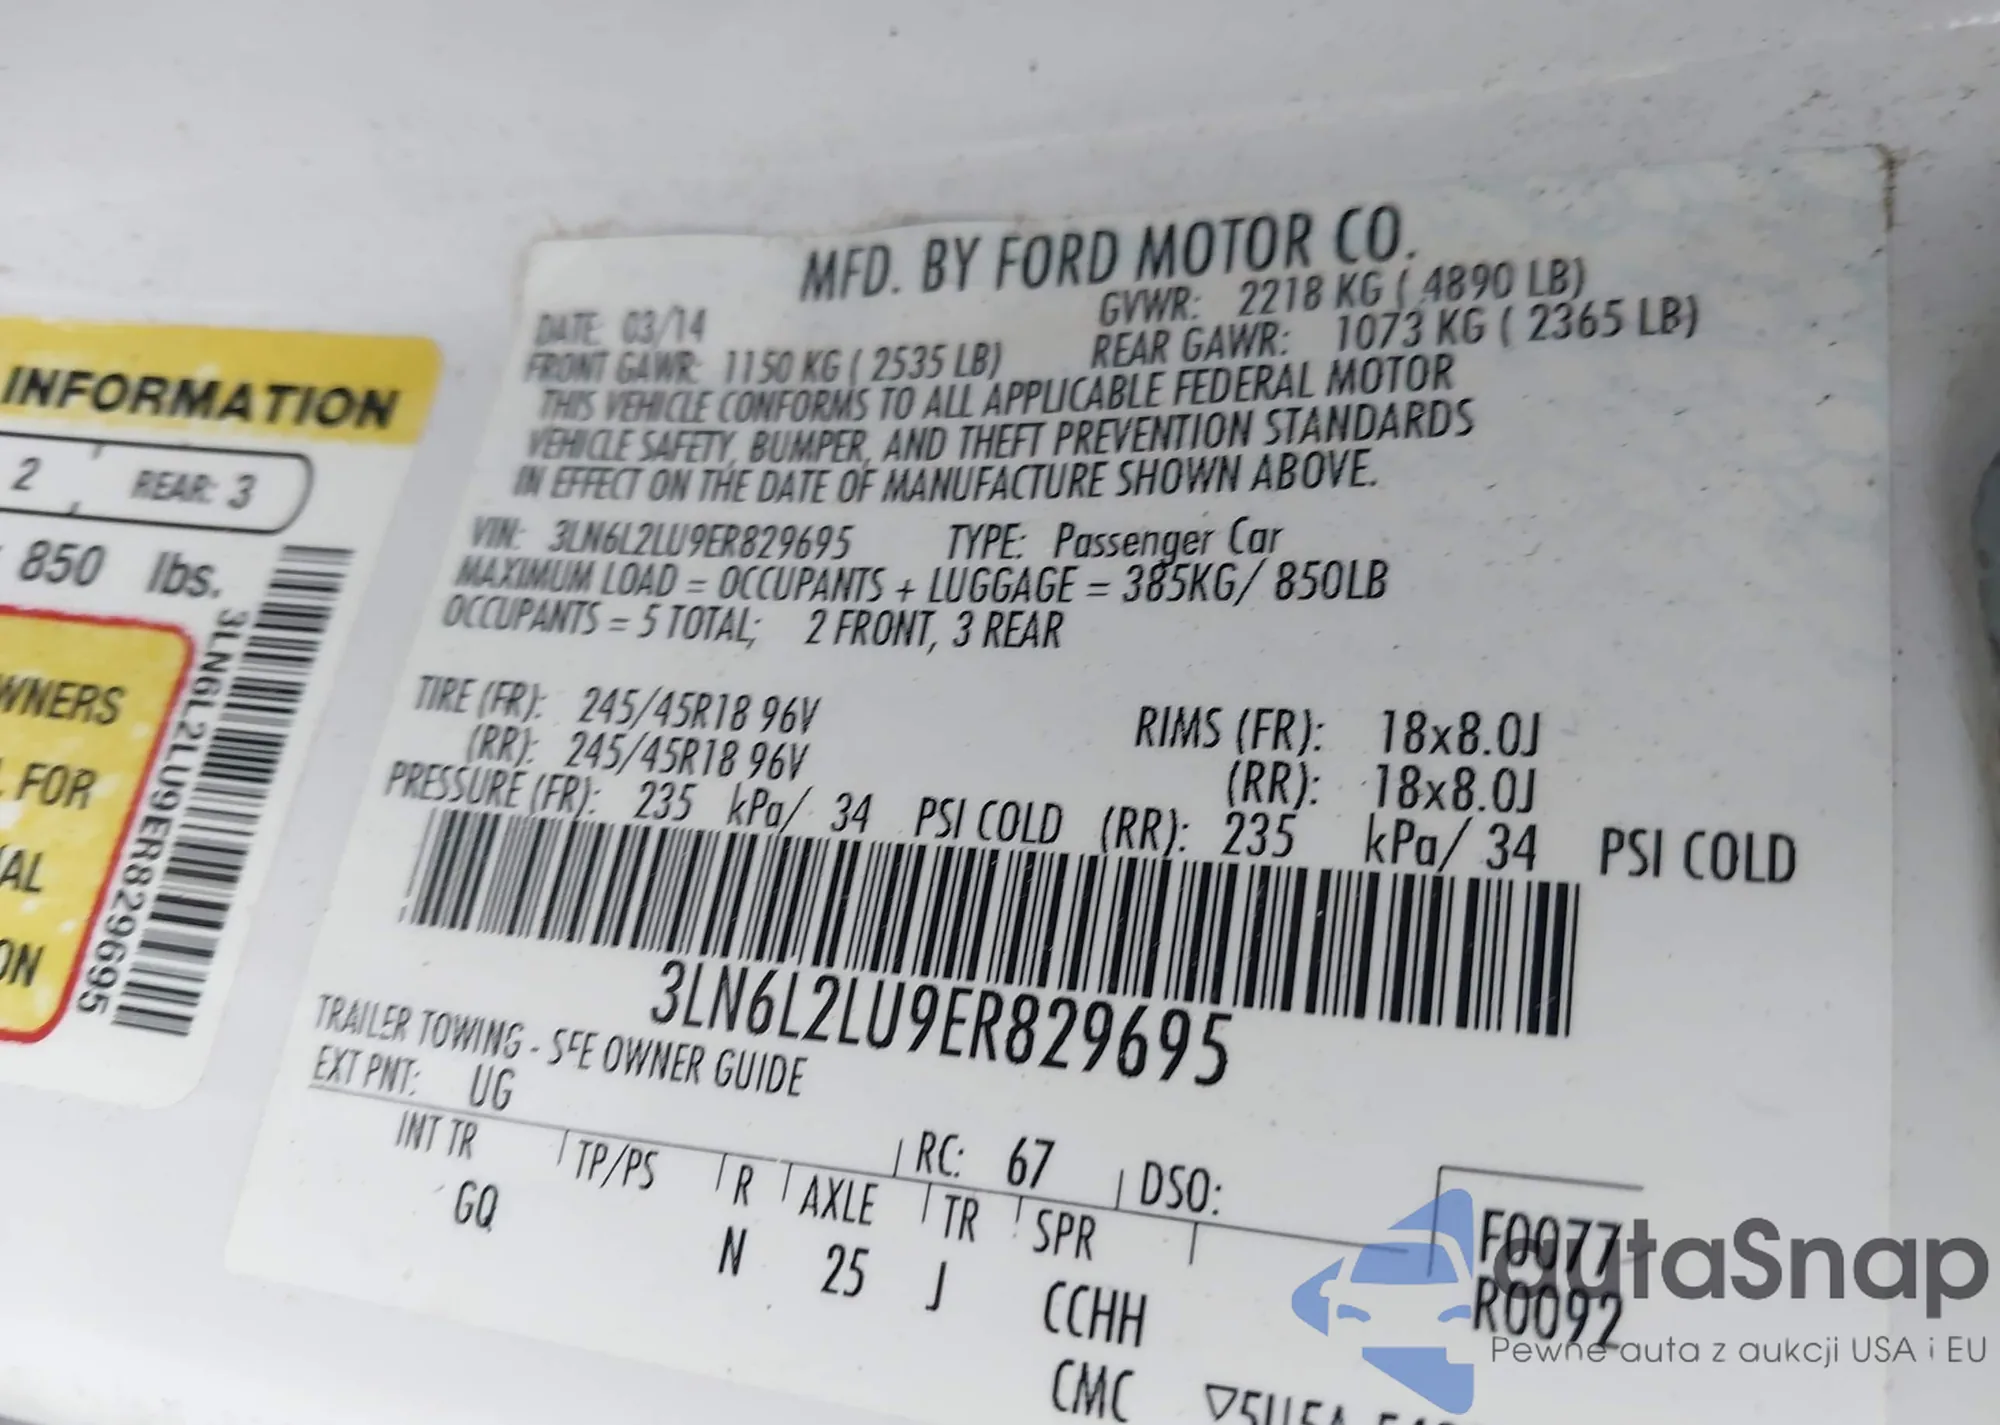 INFORMATION
2 REAR: 3
850 lbs.
3LN6L2LU9ER829695
WNERS
FOR
AL
ON
MFD. BY FORD MOTOR CO.
DATE: 03/14 GVWR: 2218 KG ( 4890 LB)
FRONT GAWR: 1150 KG ( 2535 LB) REAR GAWR: 1073 KG ( 2365 LB)
THIS VEHICLE CONFORMS TO ALL APPLICABLE FEDERAL MOTOR
VEHICLE SAFETY, BUMPER, AND THEFT PREVENTION STANDARDS
IN EFFECT ON THE DATE OF MANUFACTURE SHOWN ABOVE.
VIN: 3LN6L2LU9ER829695 TYPE: Passenger Car
MAXIMUM LOAD = OCCUPANTS + LUGGAGE = 385KG/ 850LB
OCCUPANTS = 5 TOTAL; 2 FRONT, 3 REAR
TIRE (FR): 245/45R18 96V RIMS (FR): 18x8.0J
(RR): 245/45R18 96V (RR): 18x8.0J
PRESSURE (FR): 235 kPa/ 34 PSI COLD (RR): 235 kPa/ 34 PSI COLD
3LN6L2LU9ER829695
TRAILER TOWING - SEE OWNER GUIDE
EXT PNT: UG RC: 67 DSO:
INT TR TP/PS R AXLE TR SPR
GQ N 25 J CCHH
CMC
F0077
R0092
autaSnap
Pewne auta z aukcji USA i EU